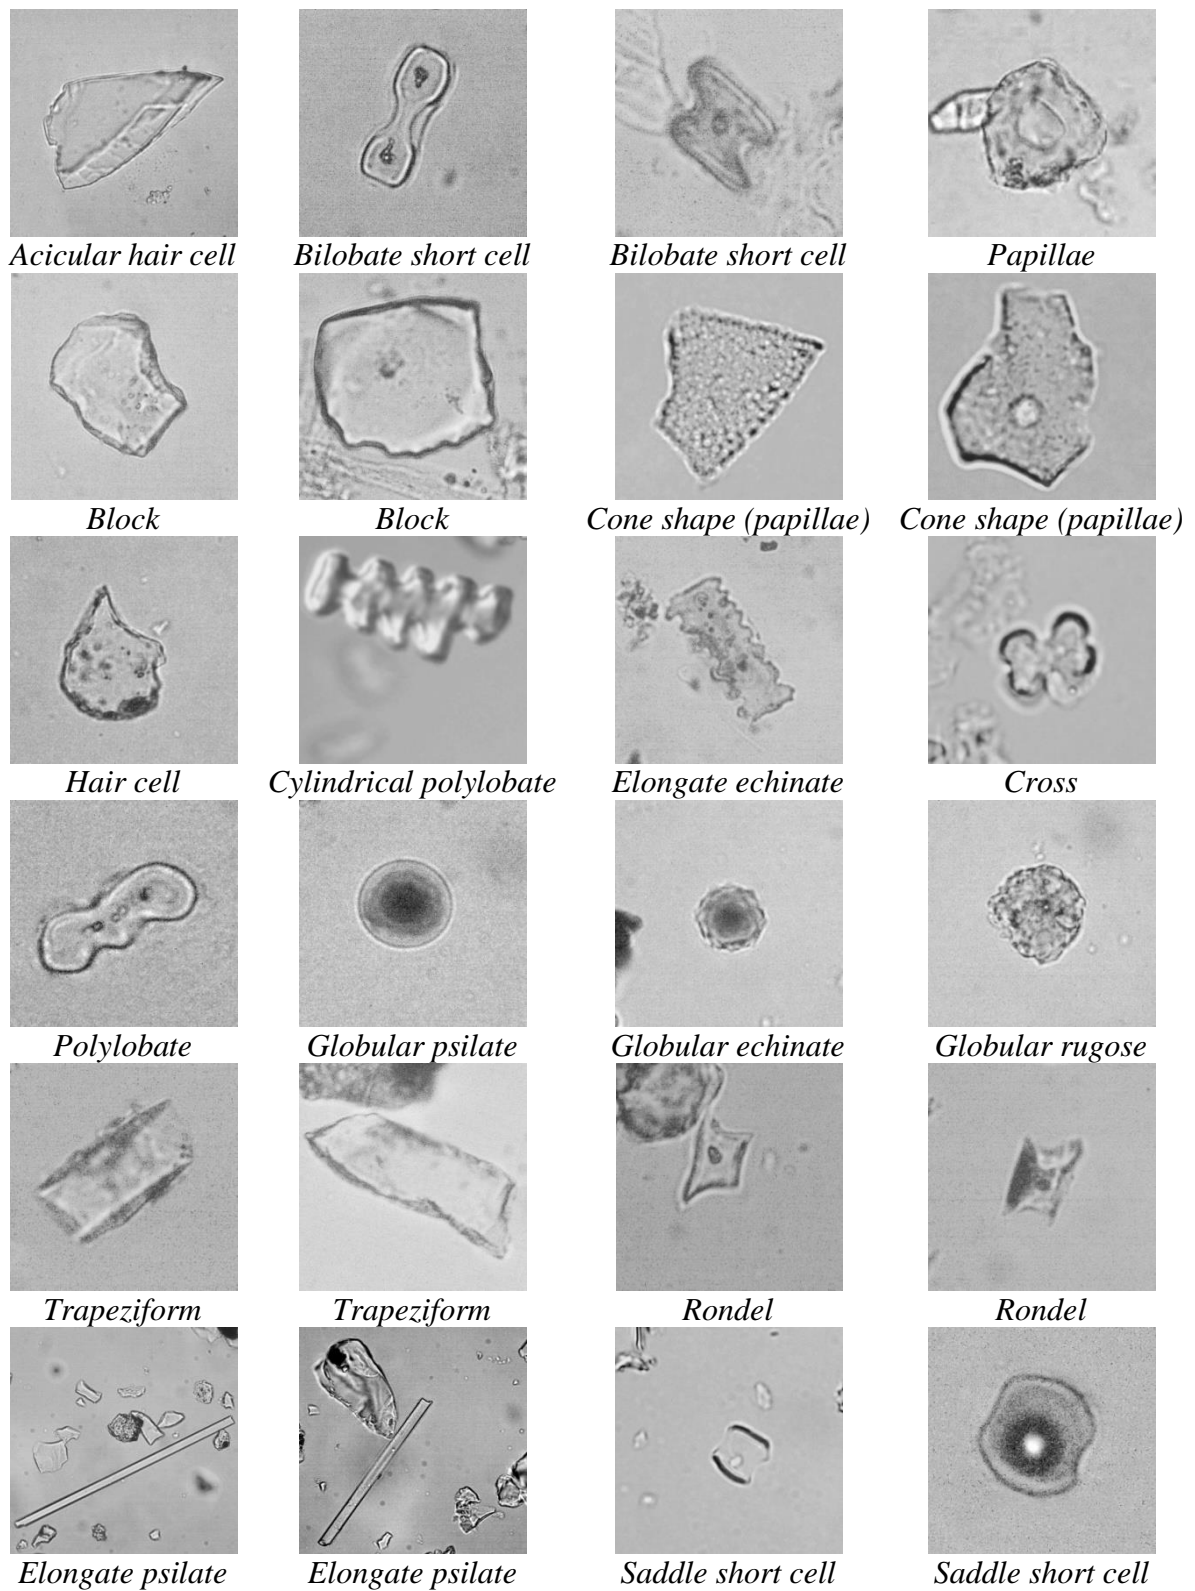 Acicular hair cell Bilobate short cell Bilobate short cell Papillae
Block Block Cone shape (papillae) Cone shape (papillae)
Hair cell Cylindrical polylobate Elongate echinate Cross
Polylobate Globular psilate Globular echinate Globular rugose
Trapeziform Trapeziform Rondel Rondel
Elongate psilate Elongate psilate Saddle short cell Saddle short cell